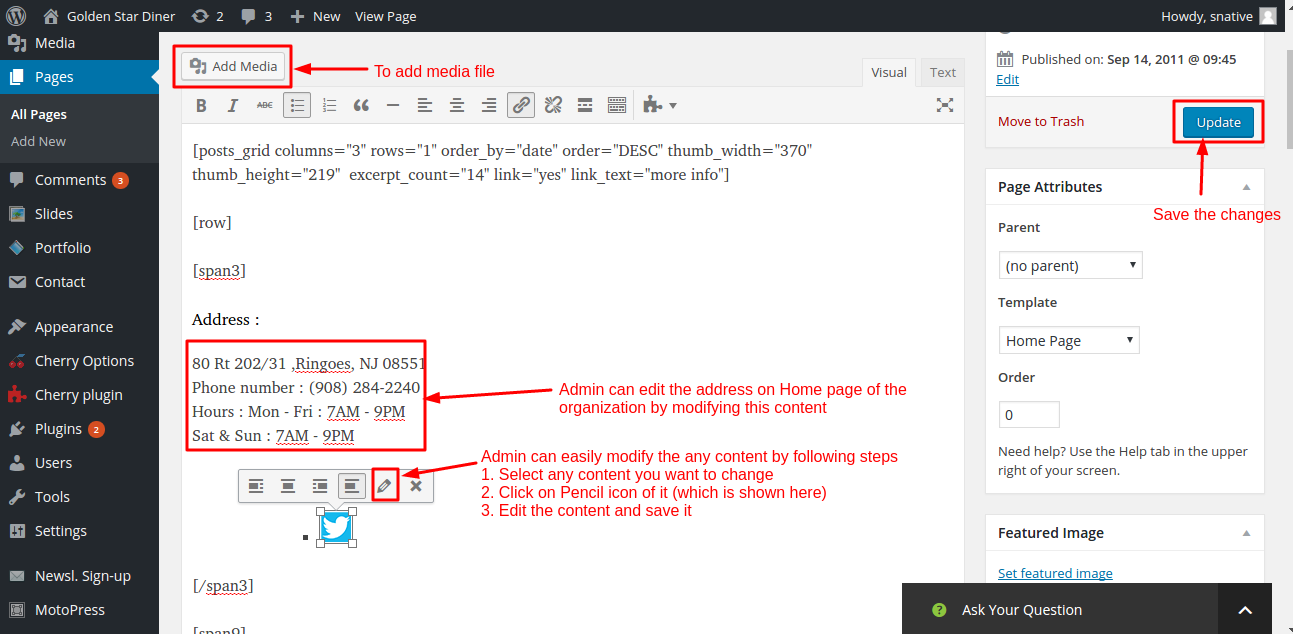 Golden Star Diner 2 3 New View Page Howdy, snative
Media
Pages
All Pages
Add New
Comments 3
Slides
Portfolio
Contact
Appearance
Cherry Options
Cherry plugin
Plugins 2
Users
Tools
Settings
Newsl. Sign-up
MotoPress
Add Media
To add media file
Visual Text
B I ABC
[posts_grid columns="3" rows="1" order_by="date" order="DESC" thumb_width="370"
thumb_height="219"  excerpt_count="14" link="yes" link_text="more info"]
[row]
[span3]
Address :
80 Rt 202/31 ,Ringoes, NJ 08551
Phone number : (908) 284-2240
Hours : Mon - Fri : 7AM - 9PM
Sat & Sun : 7AM - 9PM
Admin can edit the address on Home page of the
organization by modifying this content
Admin can easily modify the any content by following steps
1. Select any content you want to change
2. Click on Pencil icon of it (which is shown here)
3. Edit the content and save it
[/span3]
[span9]
Published on: Sep 14, 2011 @ 09:45
Edit
Move to Trash
Update
Save the changes
Page Attributes
Parent
(no parent)
Template
Home Page
Order
0
Need help? Use the Help tab in the upper
right of your screen.
Featured Image
Set featured image
? Ask Your Question